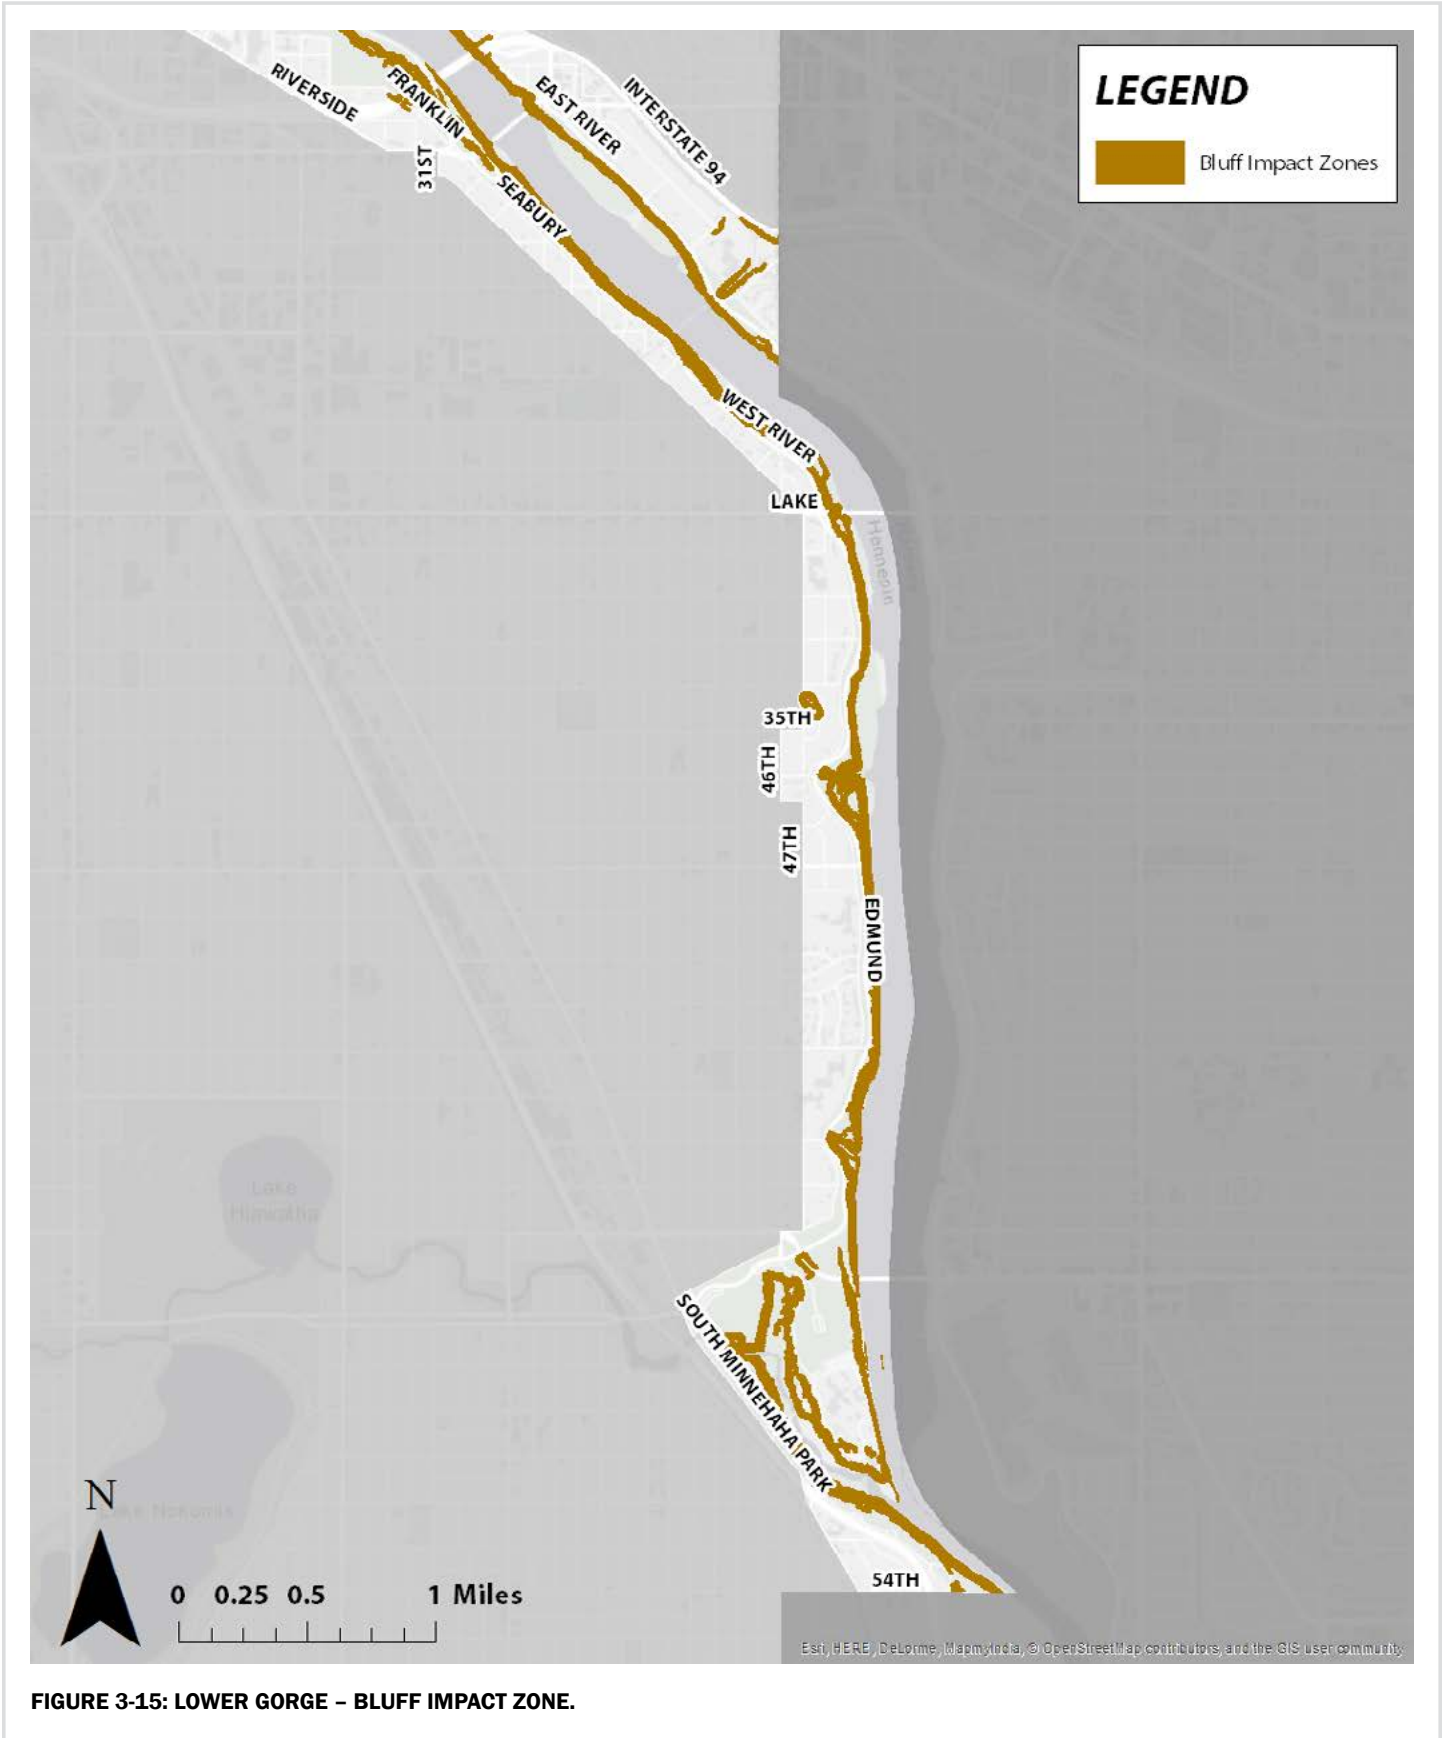 LEGEND
Bluff Impact Zones
RIVERSIDE
FRANKLIN
EAST RIVER
INTERSTATE 94
31ST
SEABURY
WEST RIVER
LAKE
Hennepin
35TH
46TH
47TH
EDMUND
Lake
Hiawatha
SOUTH MINNEHAHA PARK
N
Lake Nokomis
0 0.25 0.5 1 Miles
54TH
Esri, HERE, DeLorme, MapmyIndia, © OpenStreetMap contributors, and the GIS user community
FIGURE 3-15: LOWER GORGE – BLUFF IMPACT ZONE.